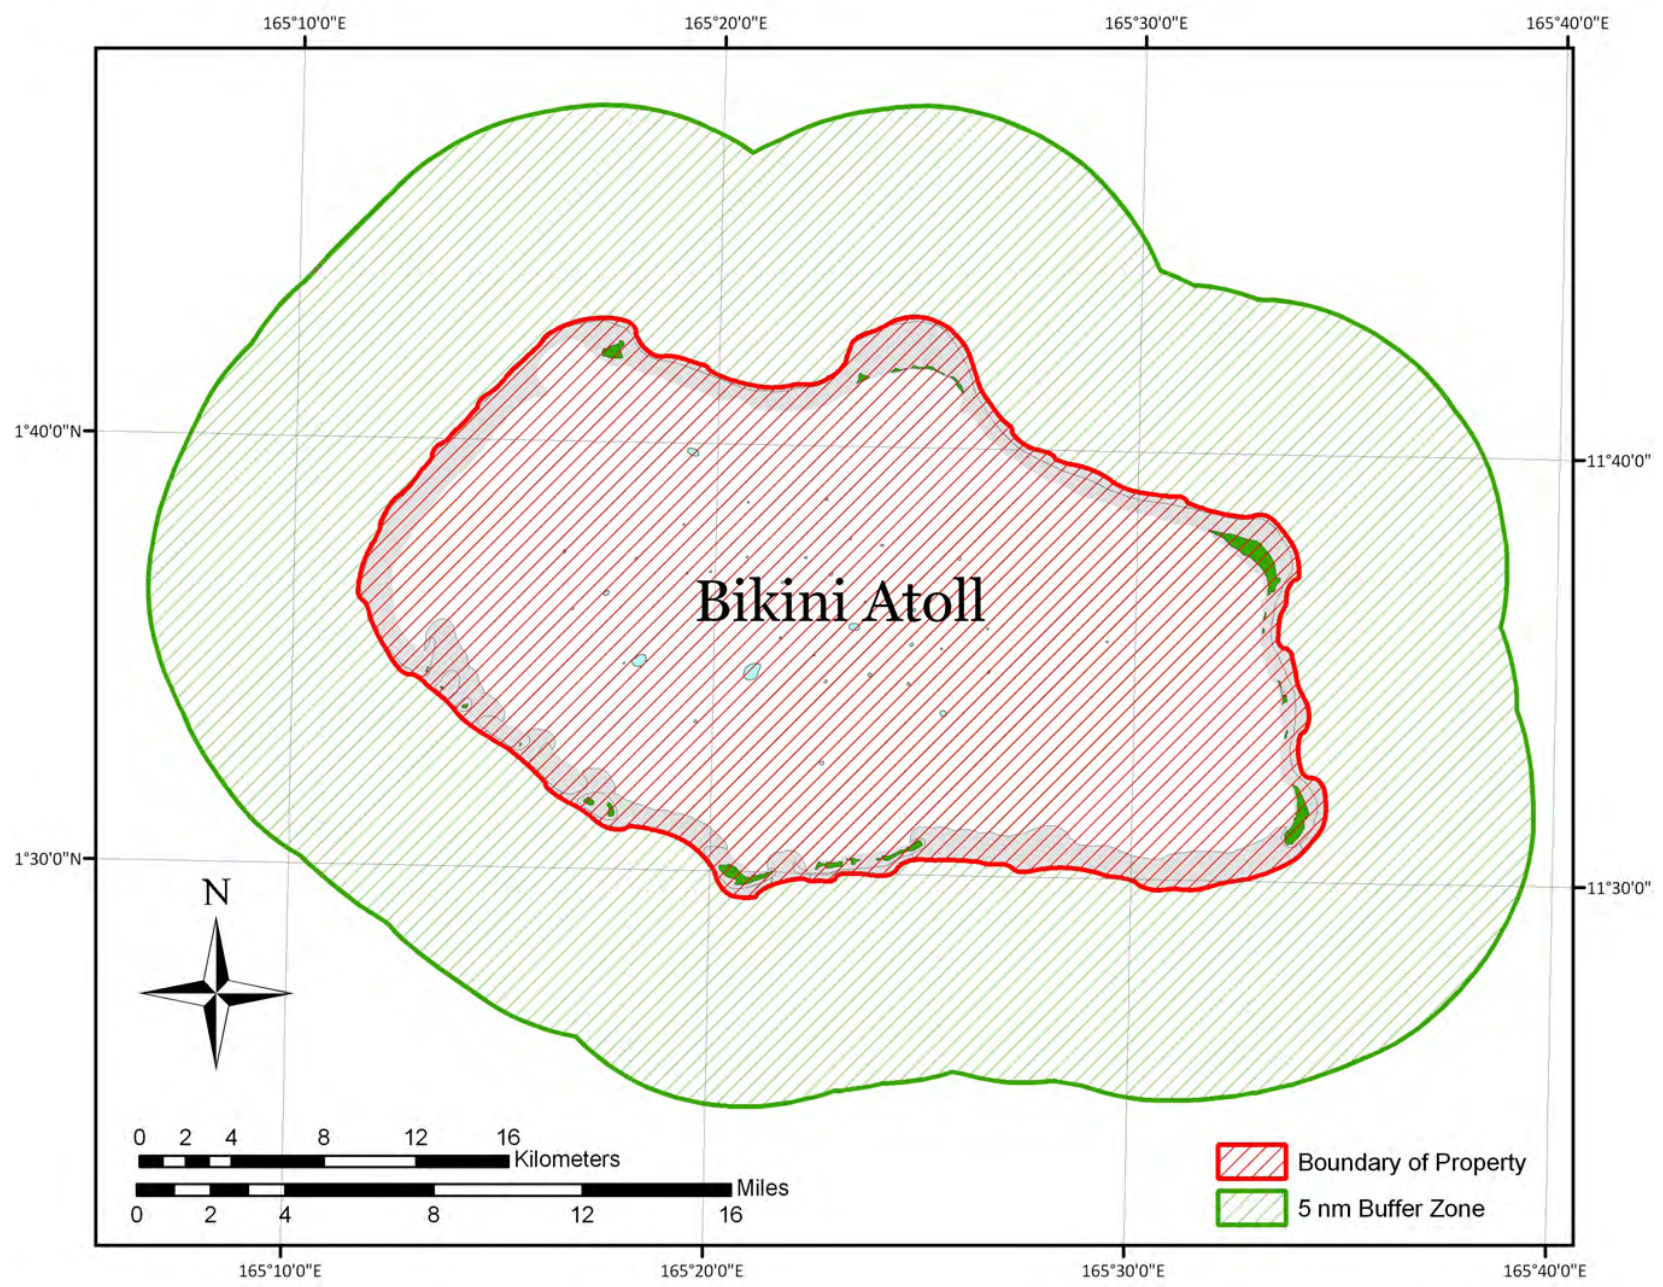 165°10'0"E 165°20'0"E 165°30'0"E 165°40'0"E
1°40'0"N
11°40'0"
Bikini Atoll
1°30'0"N
11°30'0"
N
0 2 4 8 12 16
Kilometers
Miles
0 2 4 8 12 16
Boundary of Property
5 nm Buffer Zone
165°10'0"E 165°20'0"E 165°30'0"E 165°40'0"E